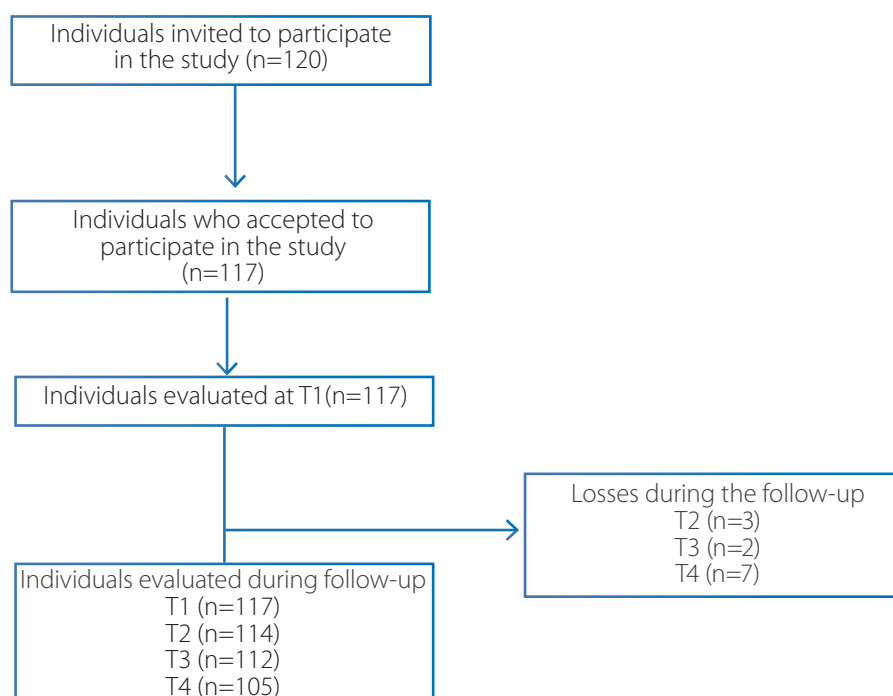 Individuals invited to participate
in the study (n=120)
Individuals who accepted to
participate in the study
(n=117)
Individuals evaluated at T1(n=117)
Losses during the follow-up
T2 (n=3)
T3 (n=2)
T4 (n=7)
Individuals evaluated during follow-up
T1 (n=117)
T2 (n=114)
T3 (n=112)
T4 (n=105)